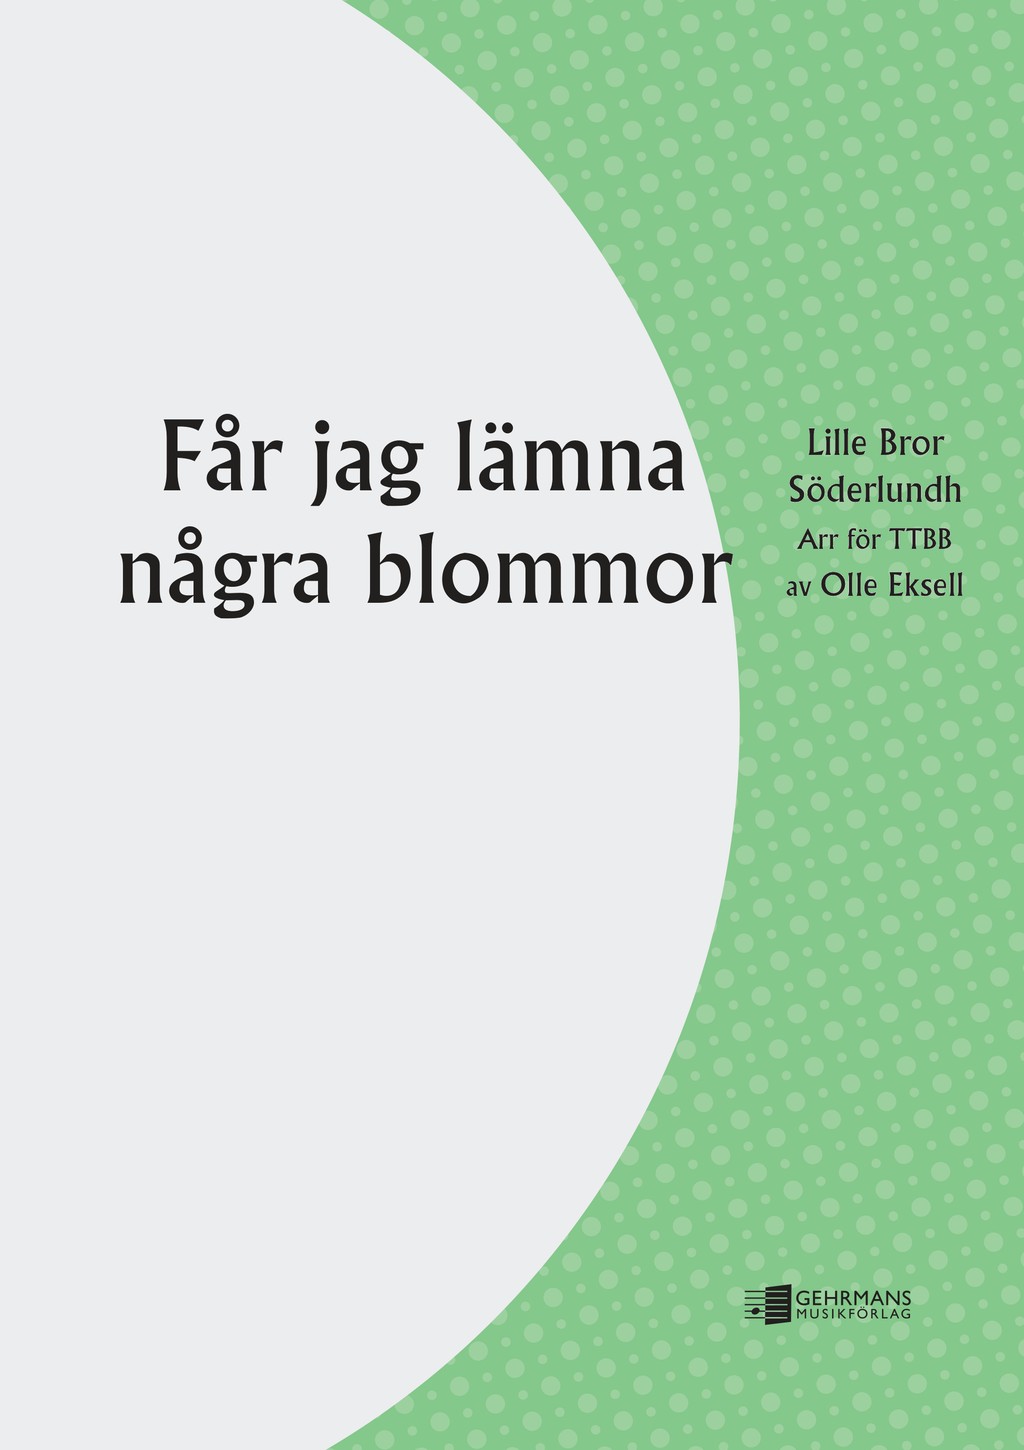 Får jag lämna
några blommor
Lille Bror
Söderlundh
Arr för TTBB
av Olle Eksell
GEHRMANS
MUSIKFÖRLAG